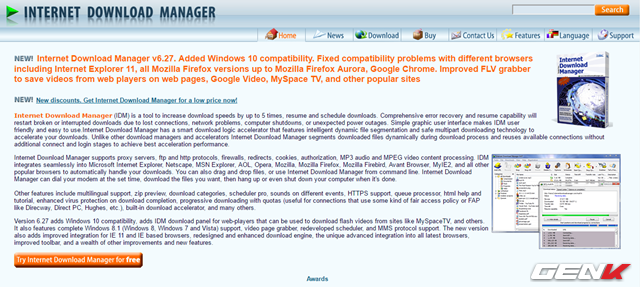 INTERNET DOWNLOAD MANAGER
Search
Home News Download Buy Contact Us Features Language Support
NEW! Internet Download Manager v6.27. Added Windows 10 compatibility. Fixed compatibility problems with different browsers
including Internet Explorer 11, all Mozilla Firefox versions up to Mozilla Firefox Aurora, Google Chrome. Improved FLV grabber
to save videos from web players on web pages, Google Video, MySpace TV, and other popular sites
NEW! New discounts. Get Internet Download Manager for a low price now!
Internet Download Manager (IDM) is a tool to increase download speeds by up to 5 times, resume and schedule downloads. Comprehensive error recovery and resume capability will
restart broken or interrupted downloads due to lost connections, network problems, computer shutdowns, or unexpected power outages. Simple graphic user interface makes IDM user
friendly and easy to use.Internet Download Manager has a smart download logic accelerator that features intelligent dynamic file segmentation and safe multipart downloading technology to
accelerate your downloads. Unlike other download managers and accelerators Internet Download Manager segments downloaded files dynamically during download process and reuses available connections without
additional connect and login stages to achieve best acceleration performance.
Internet Download Manager supports proxy servers, ftp and http protocols, firewalls, redirects, cookies, authorization, MP3 audio and MPEG video content processing. IDM
integrates seamlessly into Microsoft Internet Explorer, Netscape, MSN Explorer, AOL, Opera, Mozilla, Mozilla Firefox, Mozilla Firebird, Avant Browser, MyIE2, and all other
popular browsers to automatically handle your downloads. You can also drag and drop files, or use Internet Download Manager from command line. Internet Download
Manager can dial your modem at the set time, download the files you want, then hang up or even shut down your computer when it's done.
Other features include multilingual support, zip preview, download categories, scheduler pro, sounds on different events, HTTPS support, queue processor, html help and
tutorial, enhanced virus protection on download completion, progressive downloading with quotas (useful for connections that use some kind of fair access policy or FAP
like Direcway, Direct PC, Hughes, etc.), built-in download accelerator, and many others.
Version 6.27 adds Windows 10 compatibility, adds IDM download panel for web-players that can be used to download flash videos from sites like MySpaceTV, and others.
It also features complete Windows 8.1 (Windows 8, Windows 7 and Vista) support, video page grabber, redeveloped scheduler, and MMS protocol support. The new version
also adds improved integration for IE 11 and IE based browsers, redesigned and enhanced download engine, the unique advanced integration into all latest browsers,
improved toolbar, and a wealth of other improvements and new features.
Try Internet Download Manager for free
Awards
Internet
Download
Manager
GENK